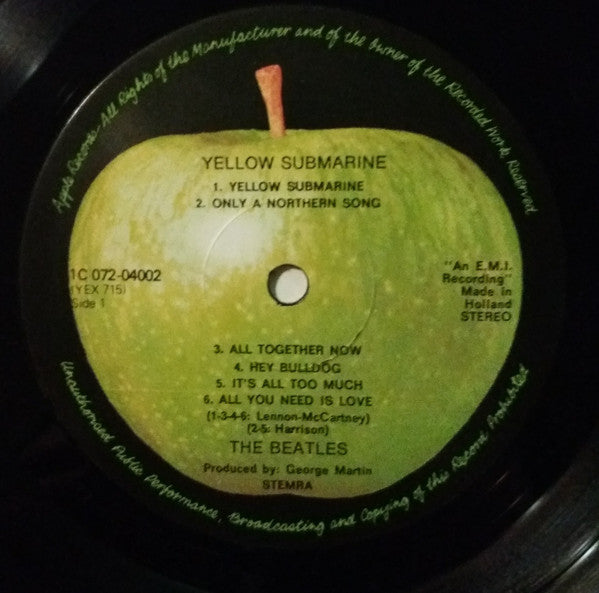 Apple Records-All Rights of the Manufacturer and of the Owner of the Recorded Work Reserved
YELLOW SUBMARINE
1. YELLOW SUBMARINE
2. ONLY A NORTHERN SONG
1C 072-04002
(YEX 715)
Side 1
"An E.M.I.
Recording"
Made in
Holland
STEREO
3. ALL TOGETHER NOW
4. HEY BULLDOG
5. IT'S ALL TOO MUCH
6. ALL YOU NEED IS LOVE
(1-3-4-6: Lennon-McCartney)
(2-5: Harrison)
THE BEATLES
Produced by: George Martin
STEMRA
Unauthorised Public Performance, Broadcasting and Copying of this Record Prohibited